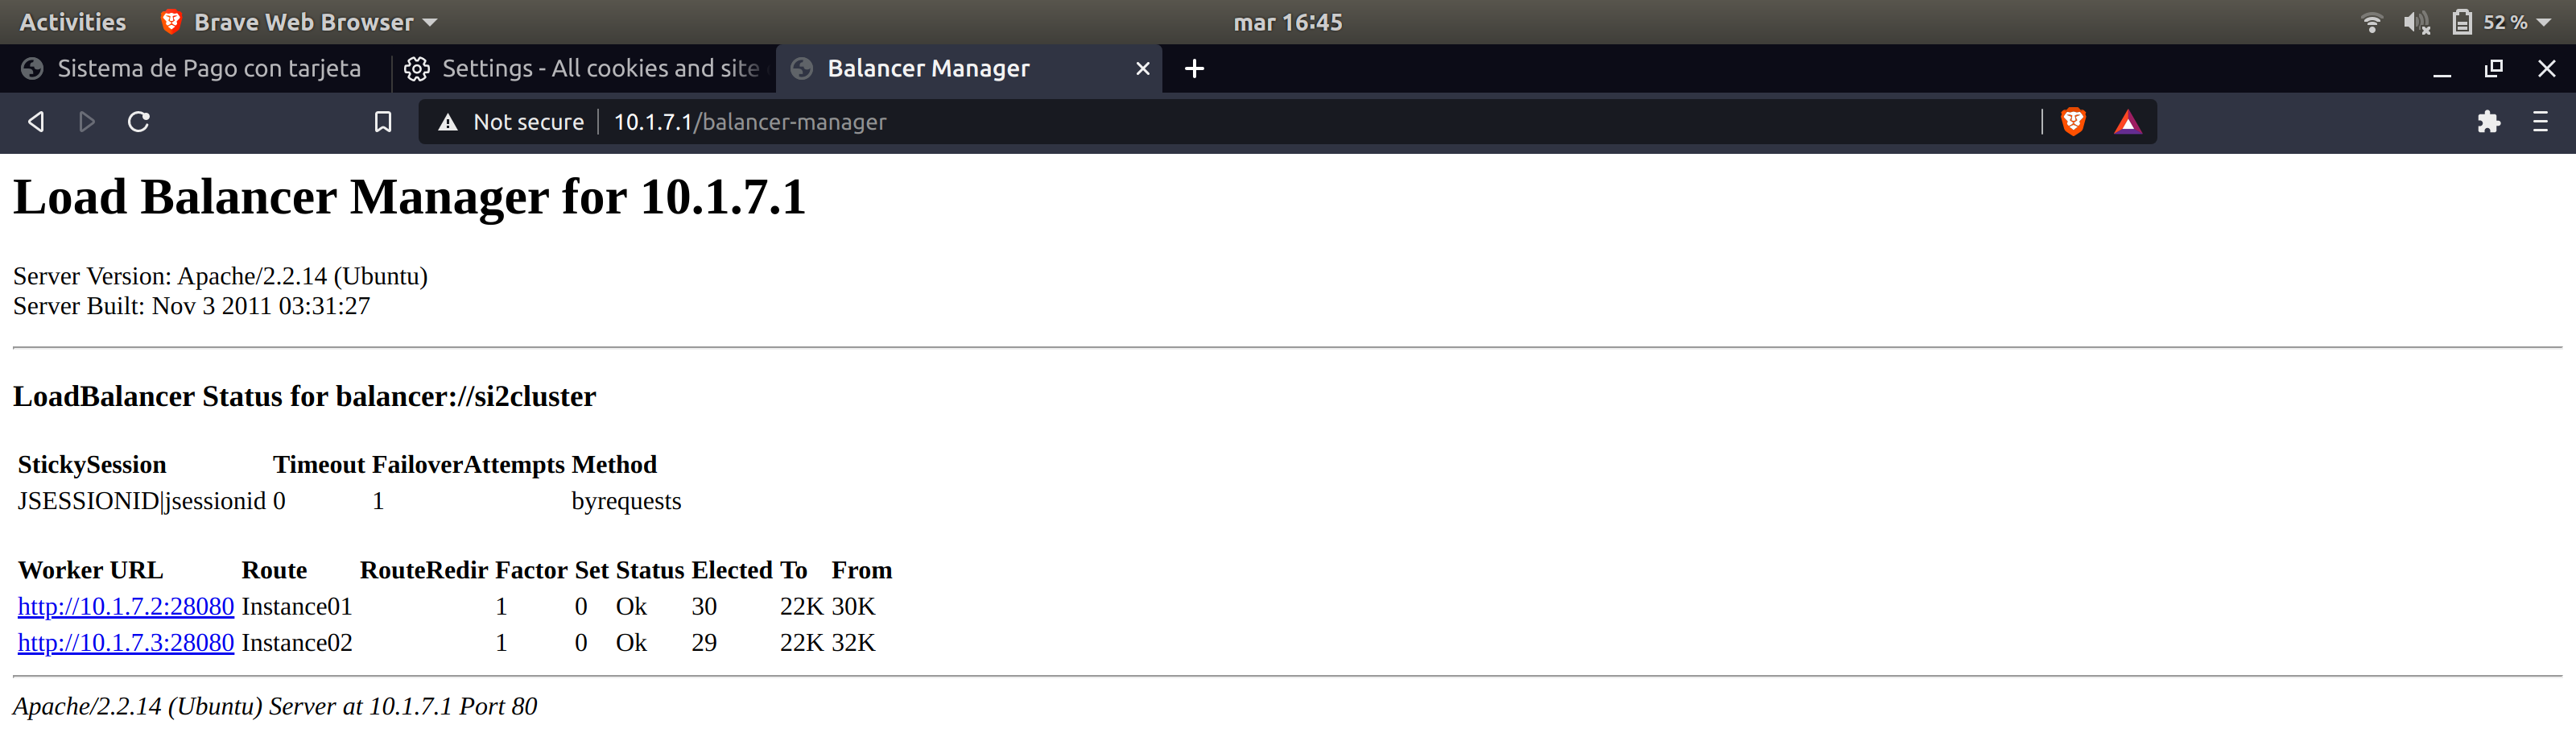 Activities Brave Web Browser mar 16:45 52 %
Sistema de Pago con tarjeta Settings - All cookies and site Balancer Manager
Not secure 10.1.7.1/balancer-manager
Load Balancer Manager for 10.1.7.1
Server Version: Apache/2.2.14 (Ubuntu)
Server Built: Nov 3 2011 03:31:27
LoadBalancer Status for balancer://si2cluster
StickySession Timeout FailoverAttempts Method
JSESSIONID|jsessionid 0 1 byrequests
Worker URL Route RouteRedir Factor Set Status Elected To From
http://10.1.7.2:28080 Instance01 1 0 Ok 30 22K 30K
http://10.1.7.3:28080 Instance02 1 0 Ok 29 22K 32K
Apache/2.2.14 (Ubuntu) Server at 10.1.7.1 Port 80